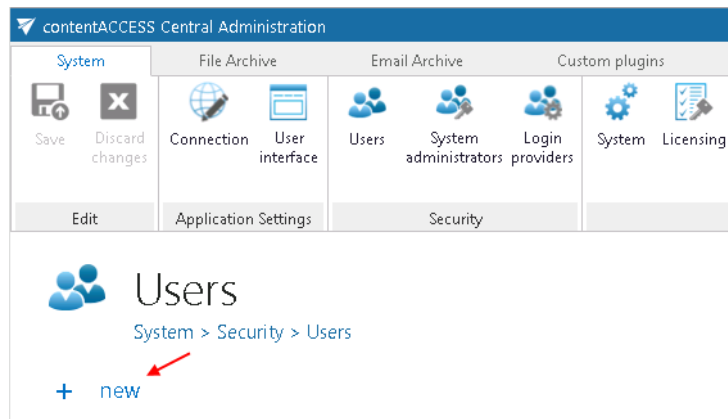 contentACCESS Central Administration
System File Archive Email Archive Custom plugins
Save Discard changes Connection User interface Users System administrators Login providers System Licensing
Edit Application Settings Security
Users
System > Security > Users
+ new